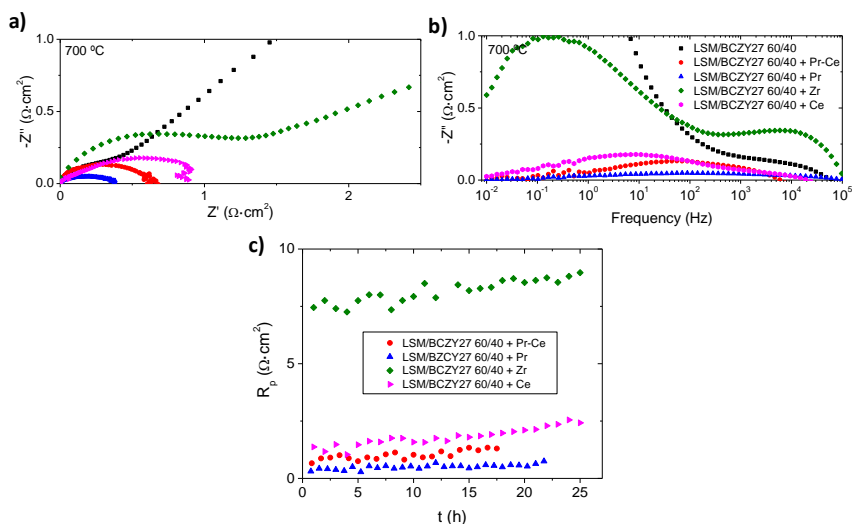 a)
700 ºC
1.0
0.5
0.0
-Z'' (Ω·cm²)
0
1
2
Z' (Ω·cm²)
b)
700 ºC
1.0
0.5
0.0
-Z'' (Ω·cm²)
LSM/BCZY27 60/40
LSM/BCZY27 60/40 + Pr-Ce
LSM/BCZY27 60/40 + Pr
LSM/BCZY27 60/40 + Zr
LSM/BCZY27 60/40 + Ce
10⁻² 10⁻¹ 10⁰ 10¹ 10² 10³ 10⁴ 10⁵
Frequency (Hz)
c)
10
5
0
Rₚ (Ω·cm²)
LSM/BCZY27 60/40 + Pr-Ce
LSM/BZCY27 60/40 + Pr
LSM/BCZY27 60/40 + Zr
LSM/BCZY27 60/40 + Ce
0 5 10 15 20 25
t (h)